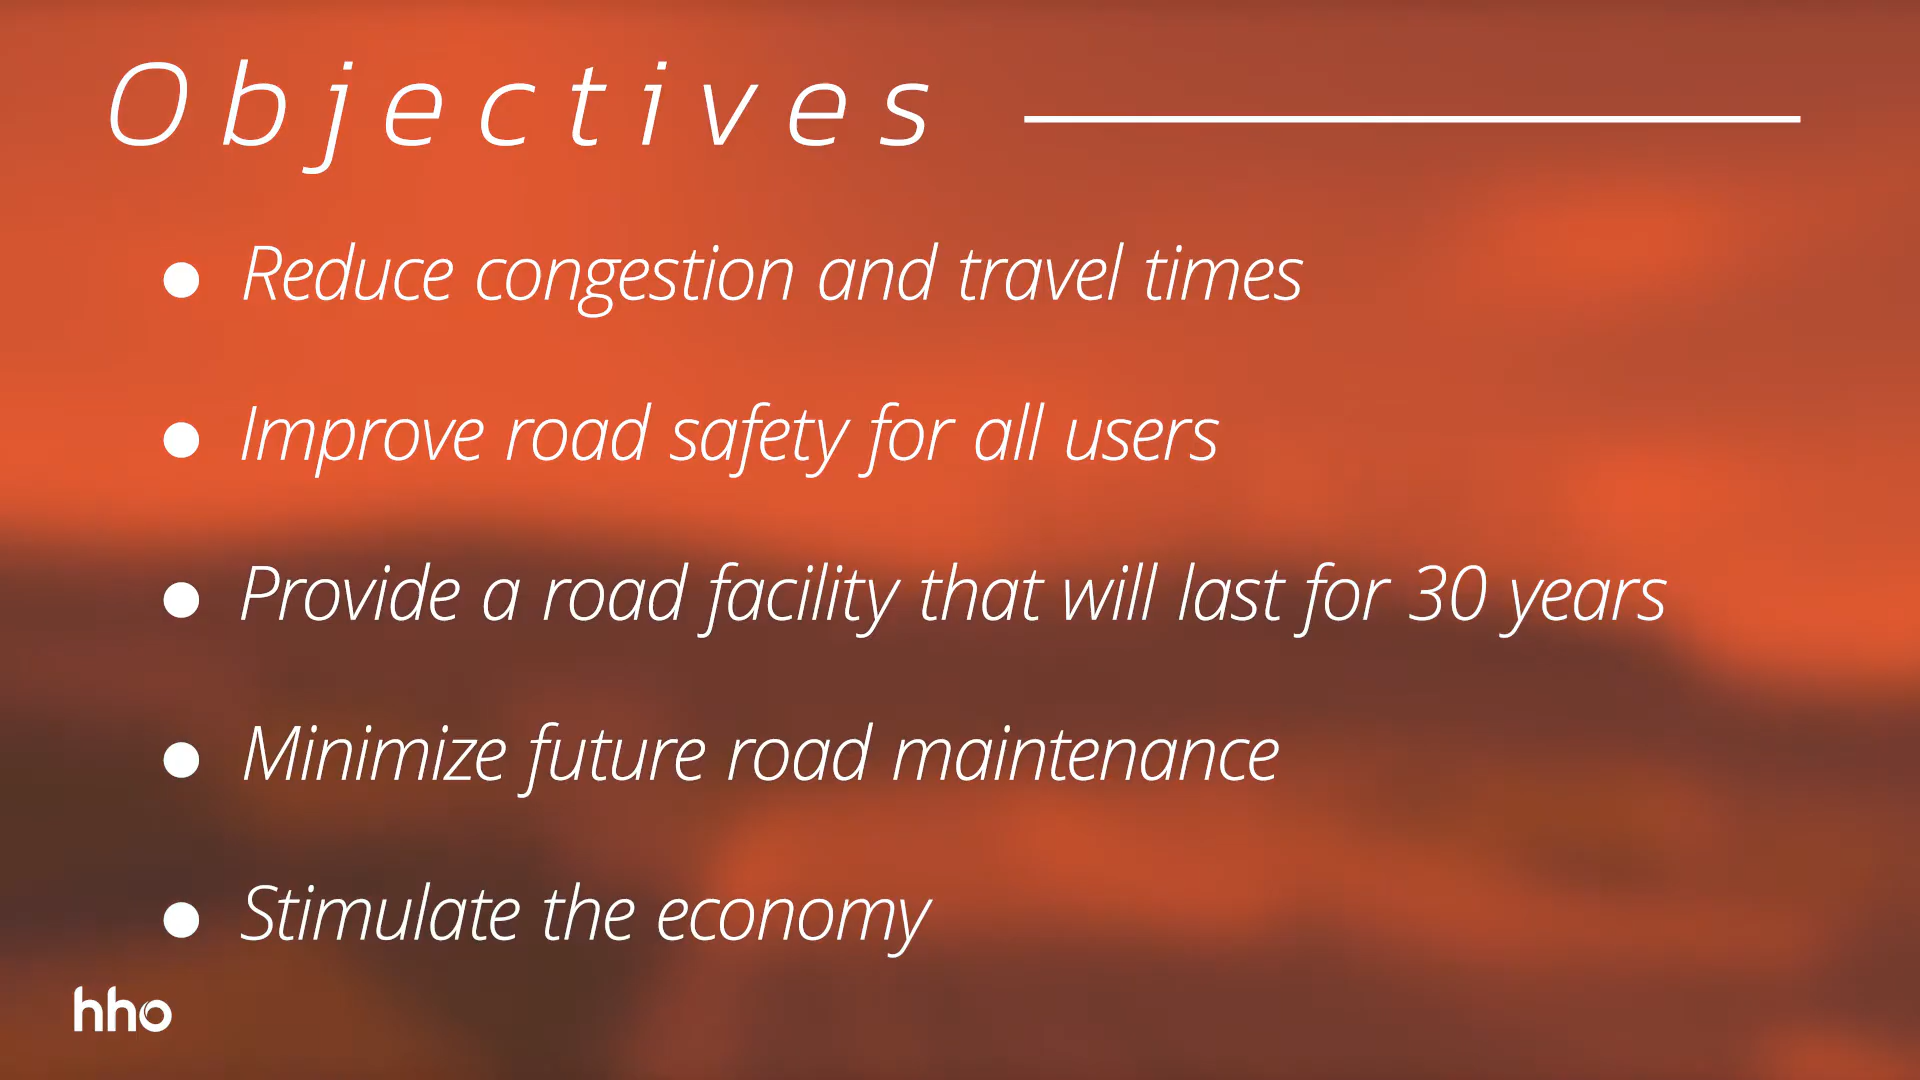 Objectives
Reduce congestion and travel times
Improve road safety for all users
Provide a road facility that will last for 30 years
Minimize future road maintenance
Stimulate the economy
hho